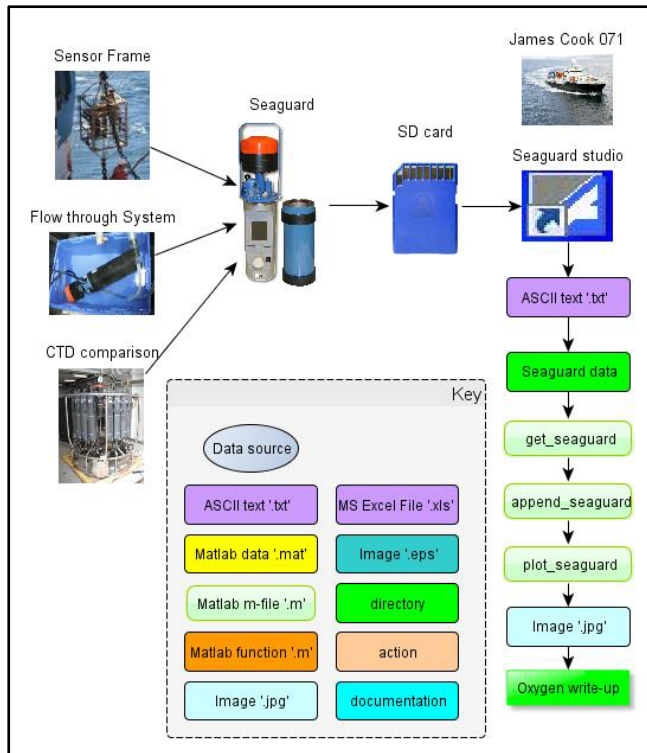 Sensor Frame
James Cook 071
Seaguard
SD card
Seaguard studio
Flow through System
ASCII text '.txt'
CTD comparison
Seaguard data
Key
get_seaguard
Data source
append_seaguard
ASCII text '.txt'
MS Excel File '.xls'
Matlab data '.mat'
Image '.eps'
plot_seaguard
Matlab m-file '.m'
directory
Image '.jpg'
Matlab function '.m'
action
Oxygen write-up
Image '.jpg'
documentation